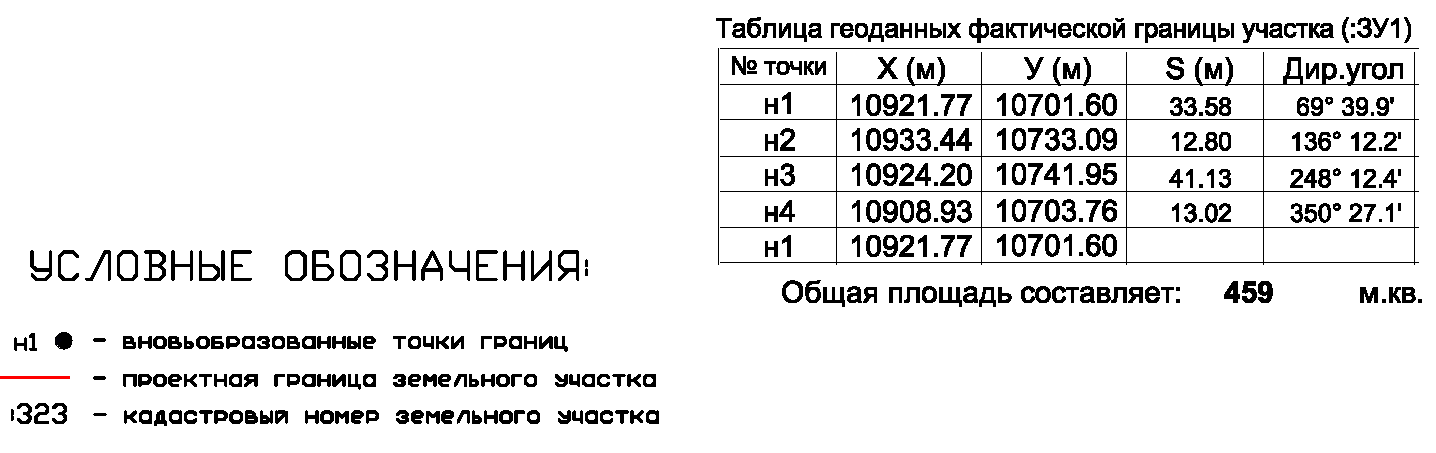 Таблица геоданных фактической границы участка (:ЗУ1)
№ точки X (м) У (м) S (м) Дир.угол
н1 10921.77 10701.60 33.58 69° 39.9'
н2 10933.44 10733.09 12.80 136° 12.2'
н3 10924.20 10741.95 41.13 248° 12.4'
н4 10908.93 10703.76 13.02 350° 27.1'
н1 10921.77 10701.60
Общая площадь составляет: 459 м.кв.
УСЛОВНЫЕ ОБОЗНАЧЕНИЯ:
н1 - вновьобразованные точки границ
- проектная граница земельного участка
:323 - кадастровый номер земельного участка